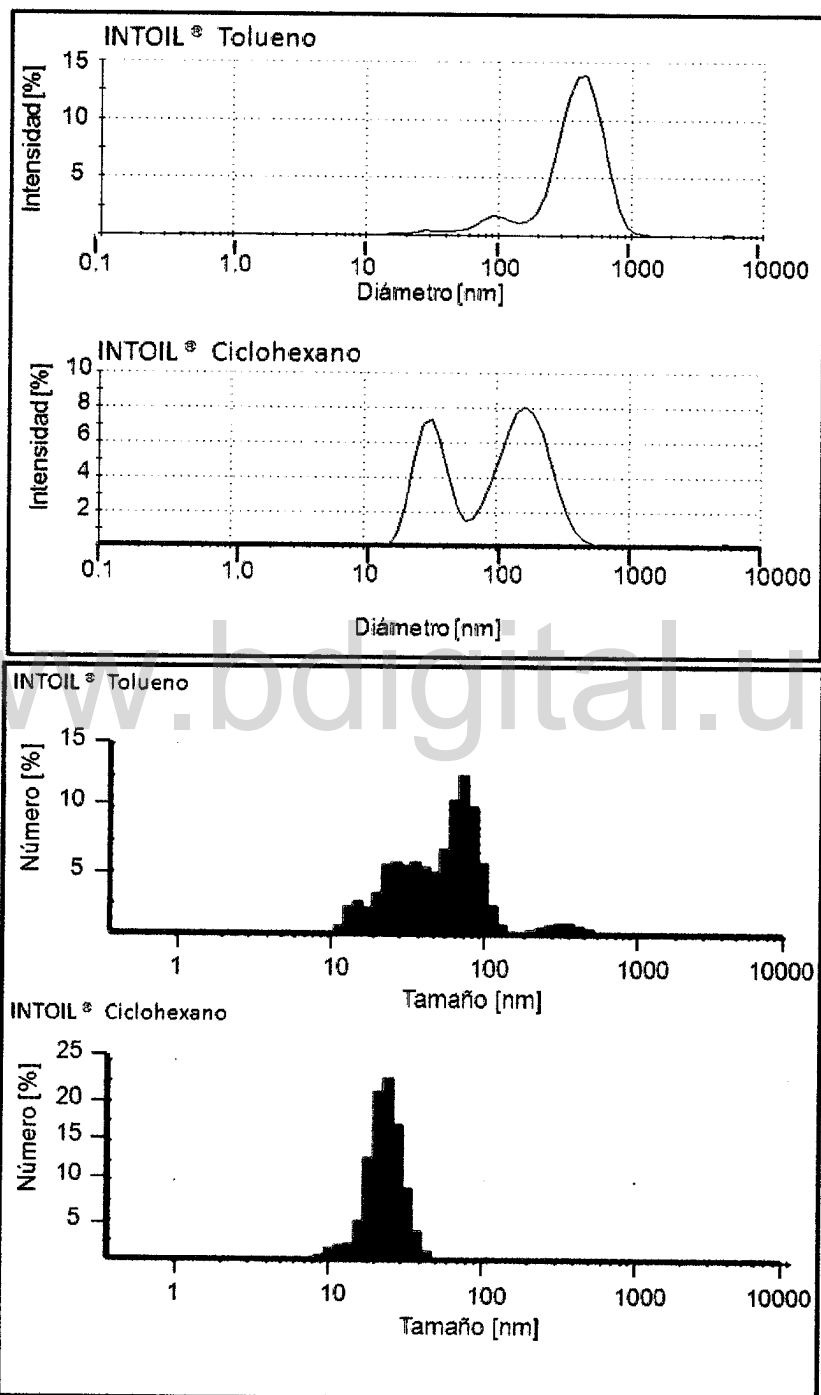 INTOIL ® Tolueno
Intensidad [%]
15
10
5
0.1 1.0 10 100 1000 10000
Diámetro [nm]
INTOIL ® Ciclohexano
Intensidad [%]
10
8
6
4
2
0.1 1.0 10 100 1000 10000
Diámetro [nm]
www.bdigital.u
INTOIL ® Tolueno
Número [%]
15
10
5
1 10 100 1000 10000
Tamaño [nm]
INTOIL ® Ciclohexano
Número [%]
25
20
15
10
5
1 10 100 1000 10000
Tamaño [nm]